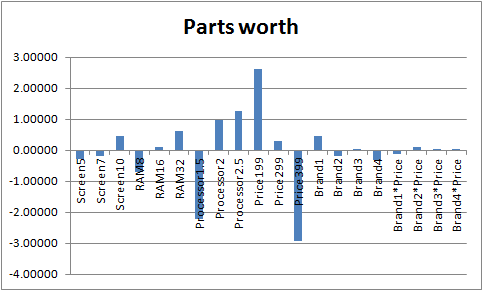 Parts worth
3.00000
2.00000
1.00000
0.00000
-1.00000
-2.00000
-3.00000
-4.00000
Screen5
Screen7
Screen10
RAM8
RAM16
RAM32
Processor1.5
Processor2
Processor2.5
Price199
Price299
Price399
Brand1
Brand2
Brand3
Brand4
Brand1*Price
Brand2*Price
Brand3*Price
Brand4*Price